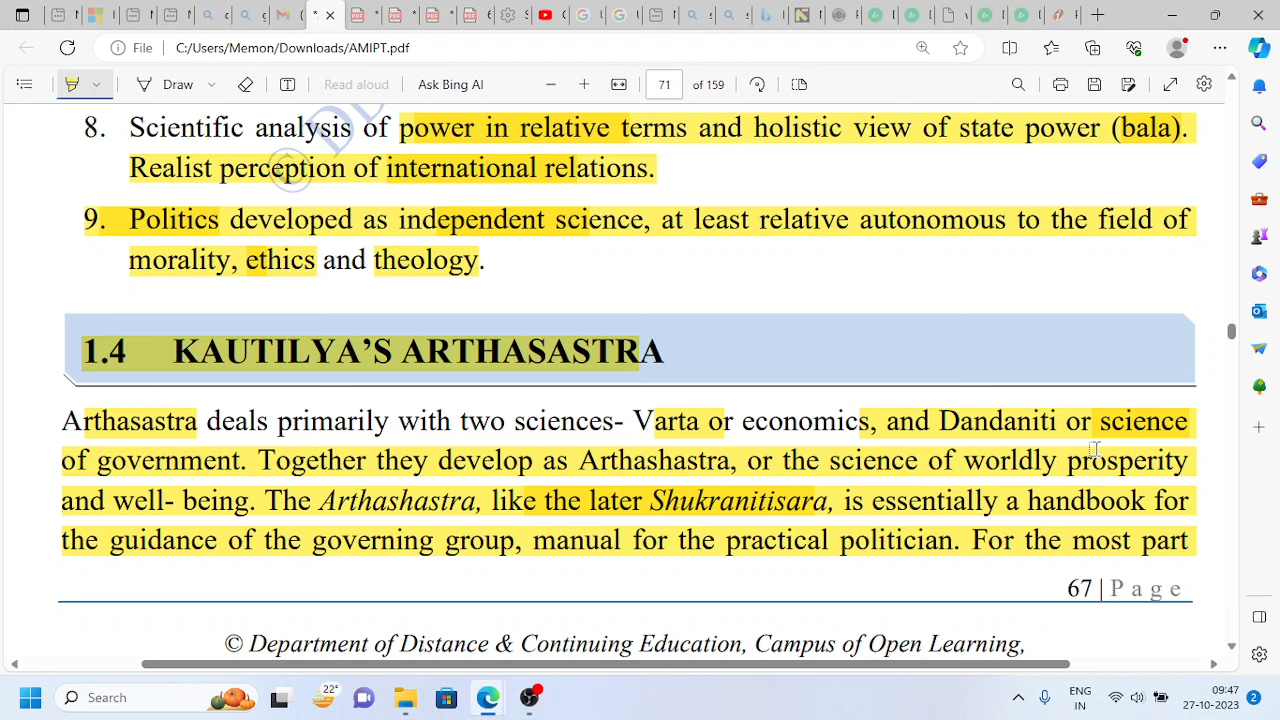 File
C:/Users/Memon/Downloads/AMIPT.pdf
Draw
Read aloud
Ask Bing AI
71
of 159
8. Scientific analysis of power in relative terms and holistic view of state power (bala).
Realist perception of international relations.
9. Politics developed as independent science, at least relative autonomous to the field of
morality, ethics and theology.
1.4 KAUTILYA’S ARTHASASTRA
Arthasastra deals primarily with two sciences- Varta or economics, and Dandaniti or science
of government. Together they develop as Arthashastra, or the science of worldly prosperity
and well- being. The Arthashastra, like the later Shukranitisara, is essentially a handbook for
the guidance of the governing group, manual for the practical politician. For the most part
67 | Page
© Department of Distance & Continuing Education, Campus of Open Learning,
Search
22°
ENG
IN
09:47
27-10-2023
2